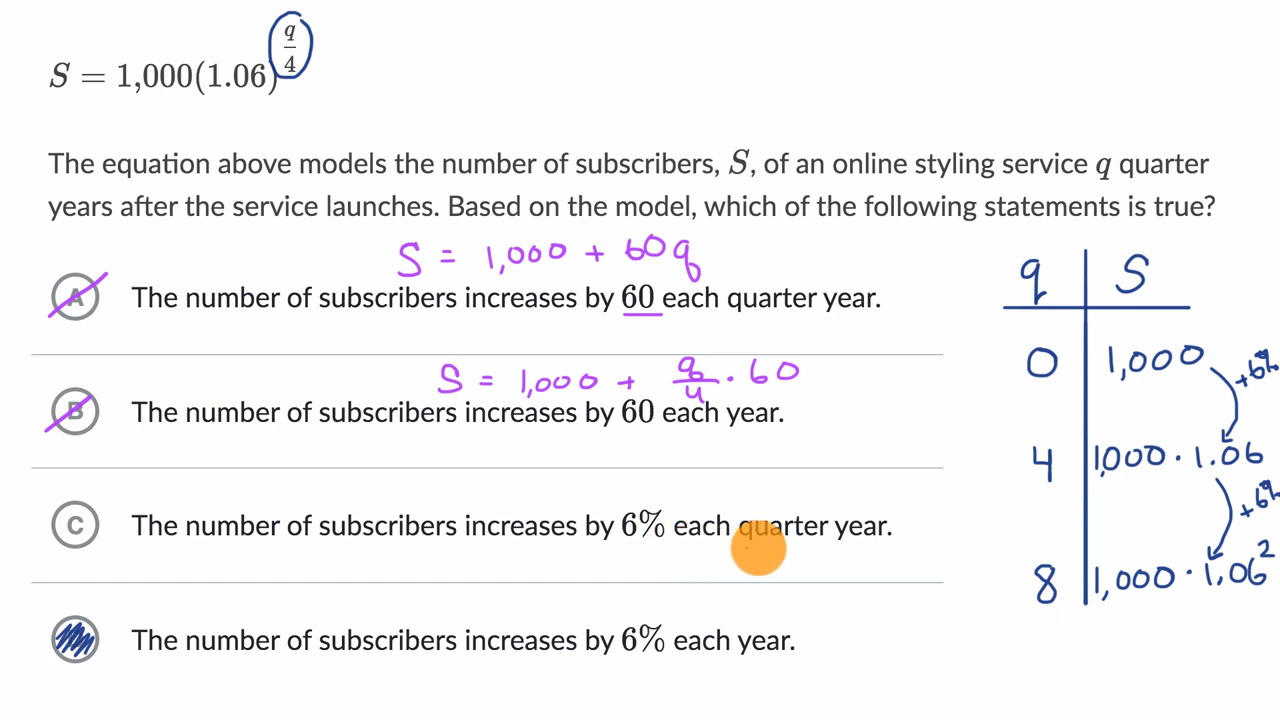 S = 1,000(1.06)^(q/4)
The equation above models the number of subscribers, S, of an online styling service q quarter
years after the service launches. Based on the model, which of the following statements is true?
S = 1,000 + 60q
A The number of subscribers increases by 60 each quarter year.
S = 1,000 + q/4 · 60
B The number of subscribers increases by 60 each year.
C The number of subscribers increases by 6% each quarter year.
The number of subscribers increases by 6% each year.
q S
0 1,000
+6%
4 1,000 · 1.06
+6%
8 1,000 · 1.06²